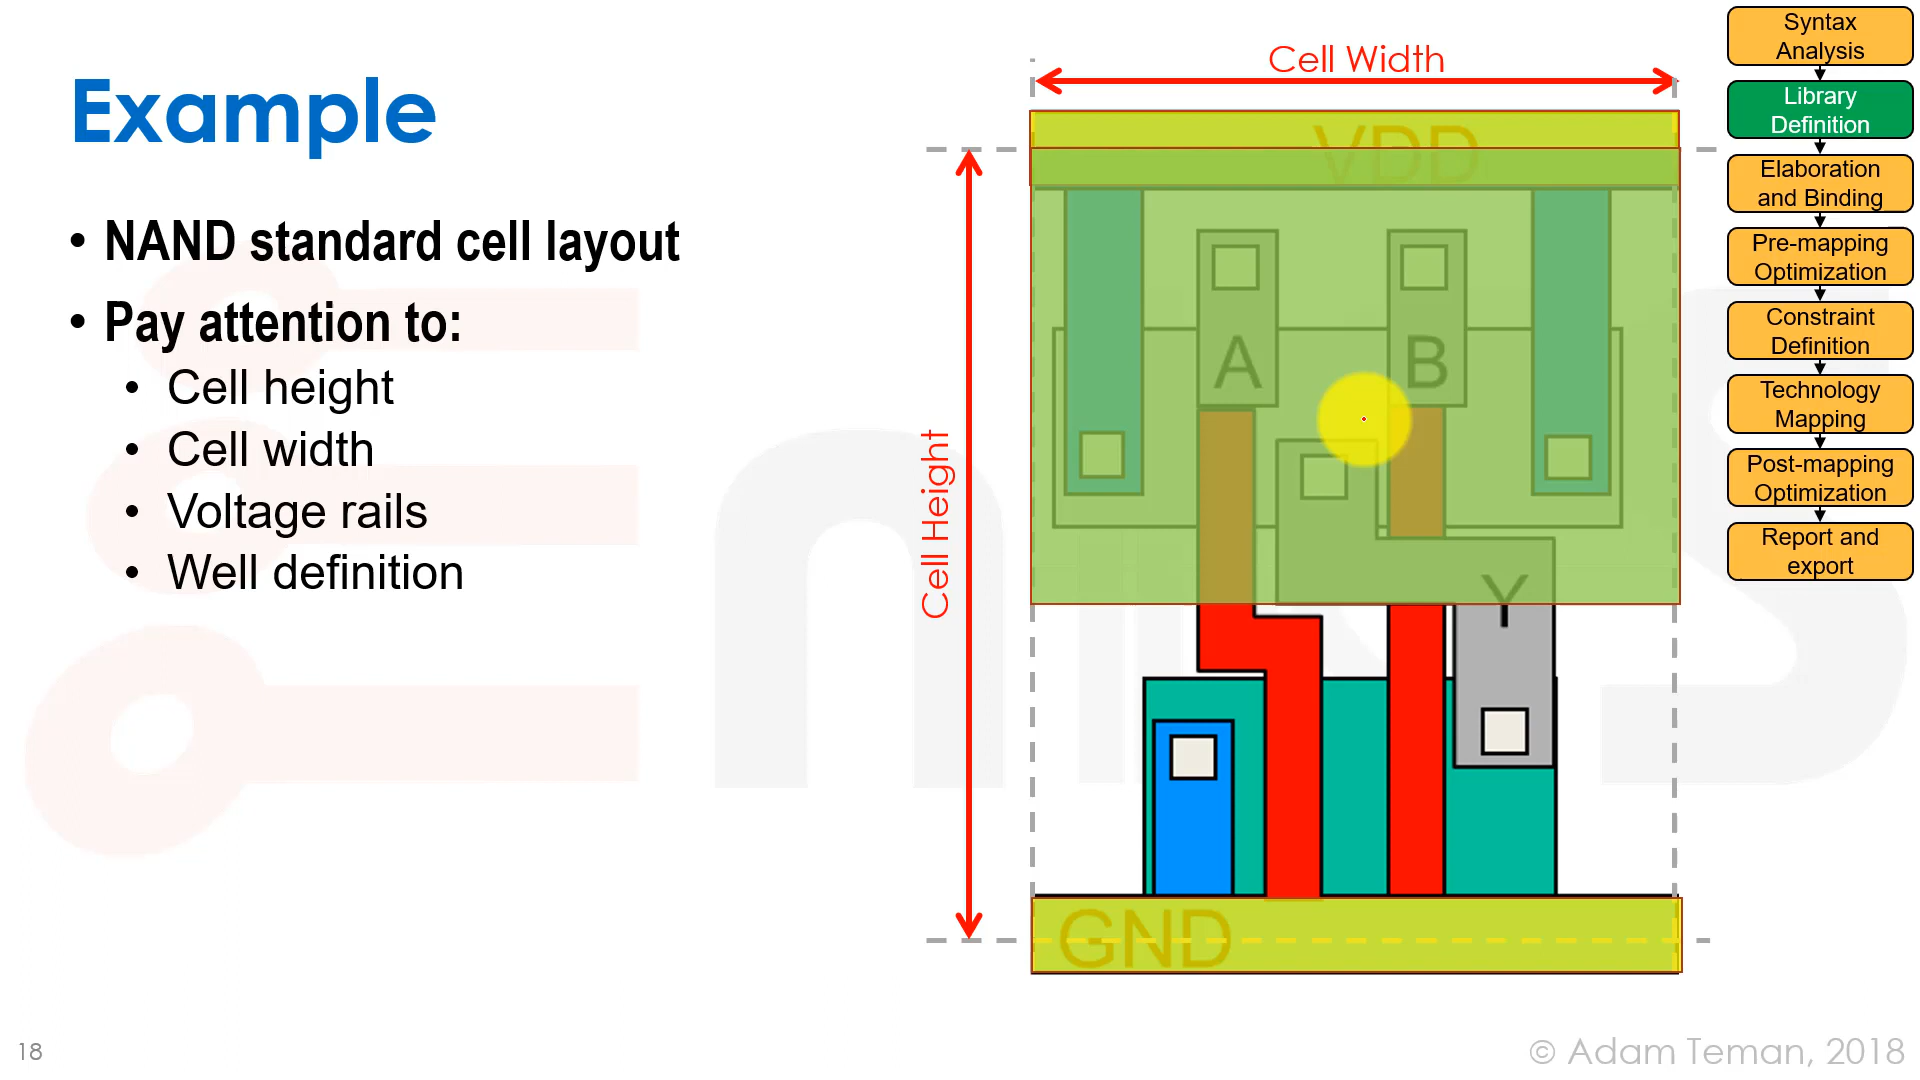 Example
• NAND standard cell layout
• Pay attention to:
• Cell height
• Cell width
• Voltage rails
• Well definition
Cell Width
Cell Height
VDD
A
B
Y
GND
Syntax
Analysis
Library
Definition
Elaboration
and Binding
Pre-mapping
Optimization
Constraint
Definition
Technology
Mapping
Post-mapping
Optimization
Report and
export
18
© Adam Teman, 2018